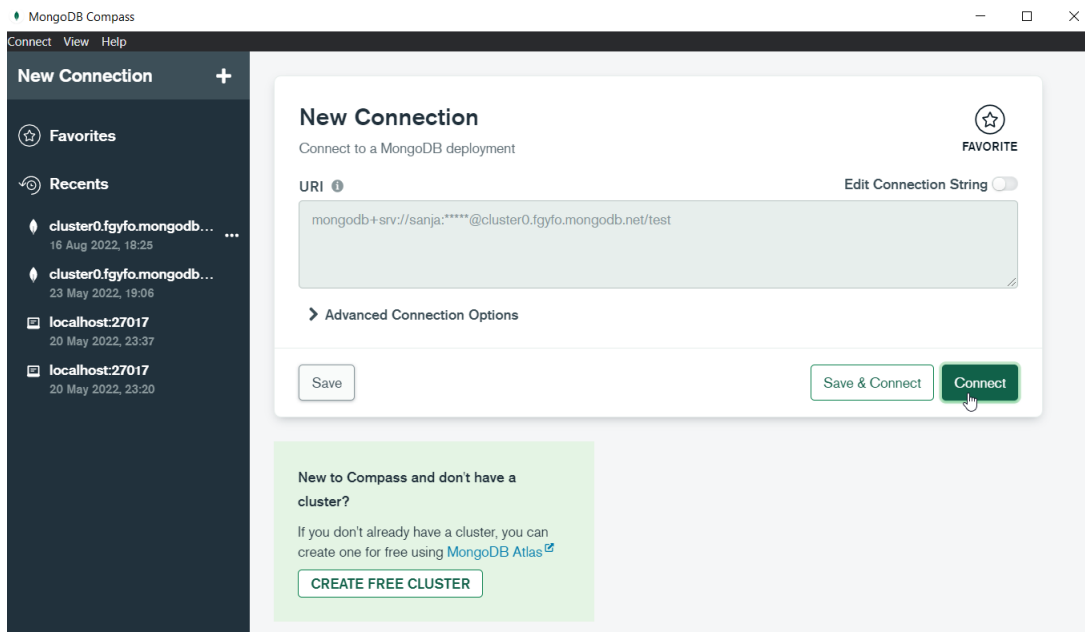 MongoDB Compass
Connect View Help
New Connection
Favorites
Recents
cluster0.fgyfo.mongodb...
16 Aug 2022, 18:25
cluster0.fgyfo.mongodb...
23 May 2022, 19:06
localhost:27017
20 May 2022, 23:37
localhost:27017
20 May 2022, 23:20
New Connection
Connect to a MongoDB deployment
FAVORITE
URI
Edit Connection String
mongodb+srv://sanja:*****@cluster0.fgyfo.mongodb.net/test
Advanced Connection Options
Save
Save & Connect
Connect
New to Compass and don't have a
cluster?
If you don't already have a cluster, you can
create one for free using MongoDB Atlas
CREATE FREE CLUSTER